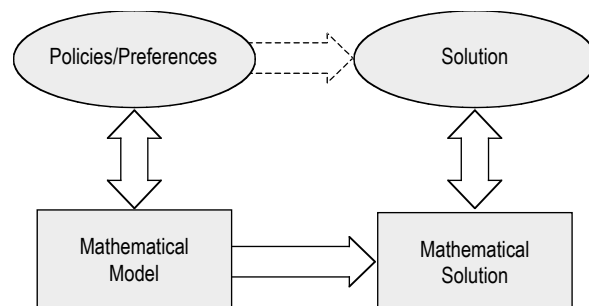 Policies/Preferences
Solution
Mathematical
Model
Mathematical
Solution